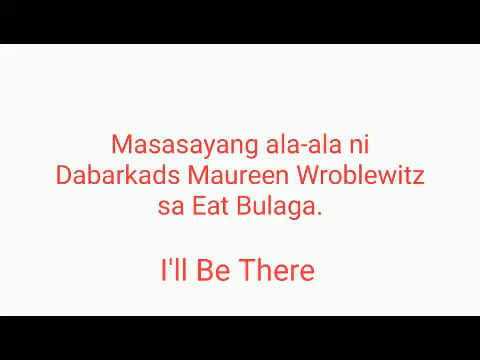 Masasayang ala-ala ni
Dabarkads Maureen Wroblewitz
sa Eat Bulaga.
I'll Be There